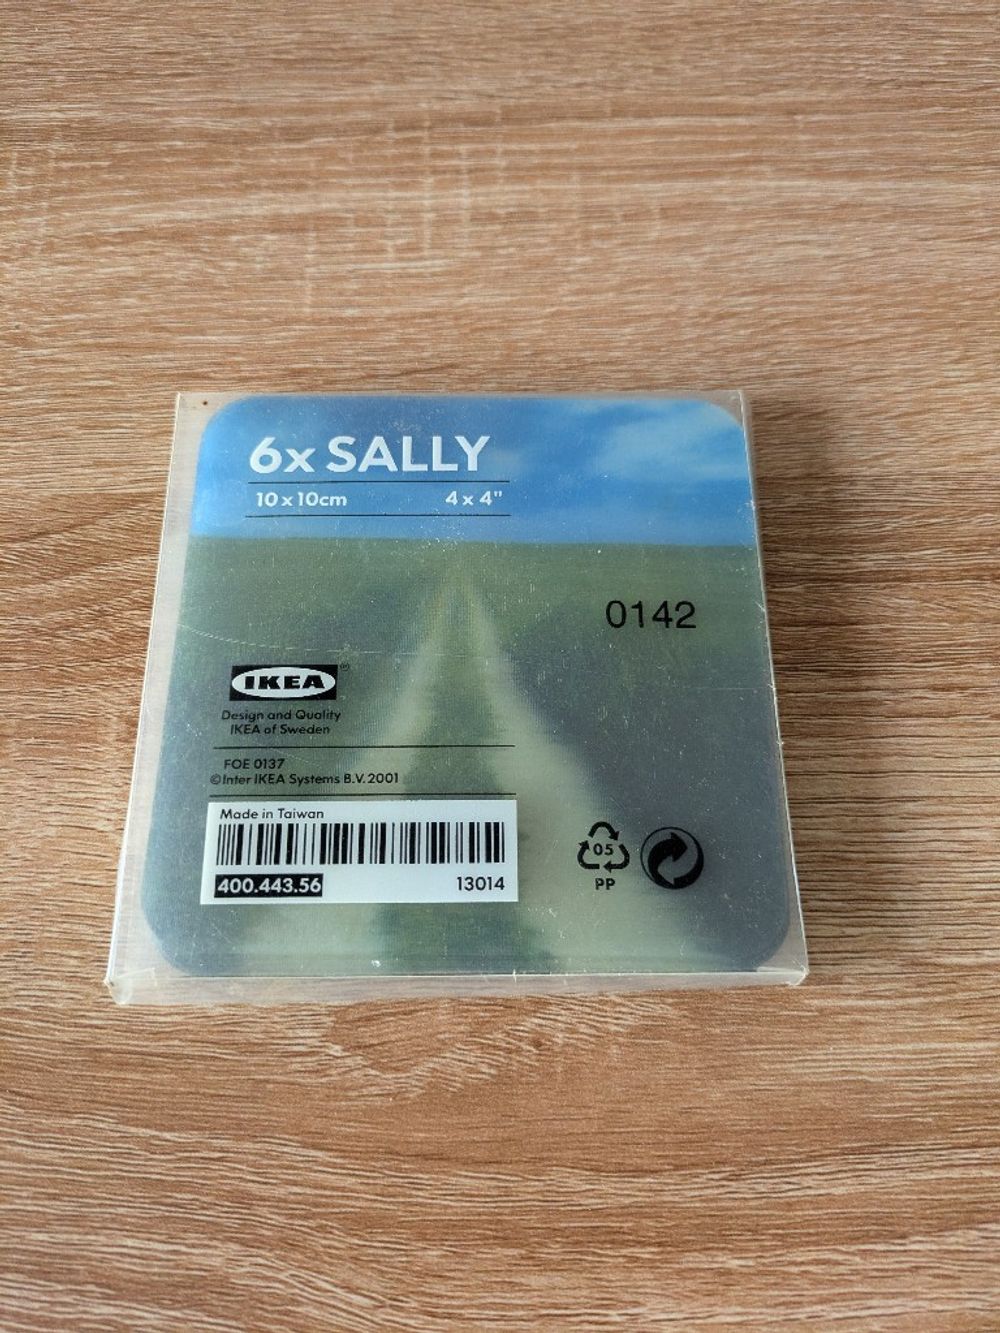 6x SALLY
10 x 10cm 4 x 4"
0142
IKEA®
Design and Quality
IKEA of Sweden
FOE 0137
©Inter IKEA Systems B.V. 2001
Made in Taiwan
400.443.56 13014
05
PP